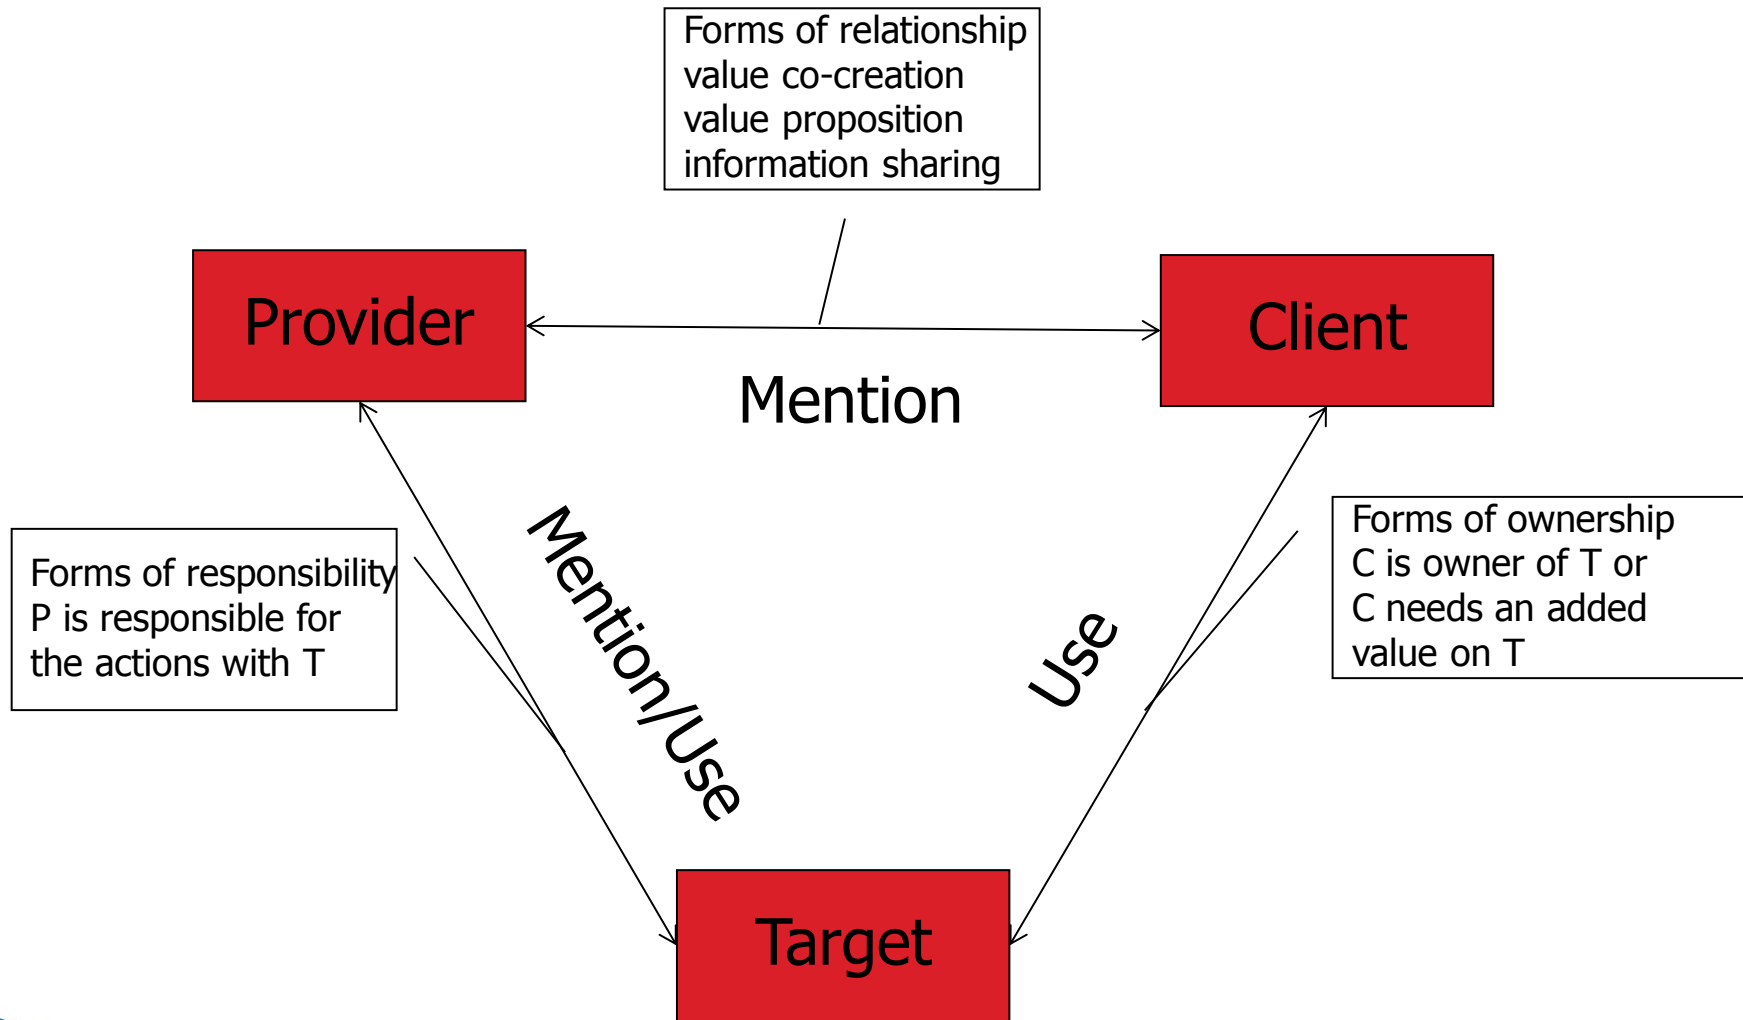 Forms of relationship
value co-creation
value proposition
information sharing
Provider
Client
Mention
Forms of responsibility
P is responsible for
the actions with T
Mention/Use
Use
Forms of ownership
C is owner of T or
C needs an added
value on T
Target